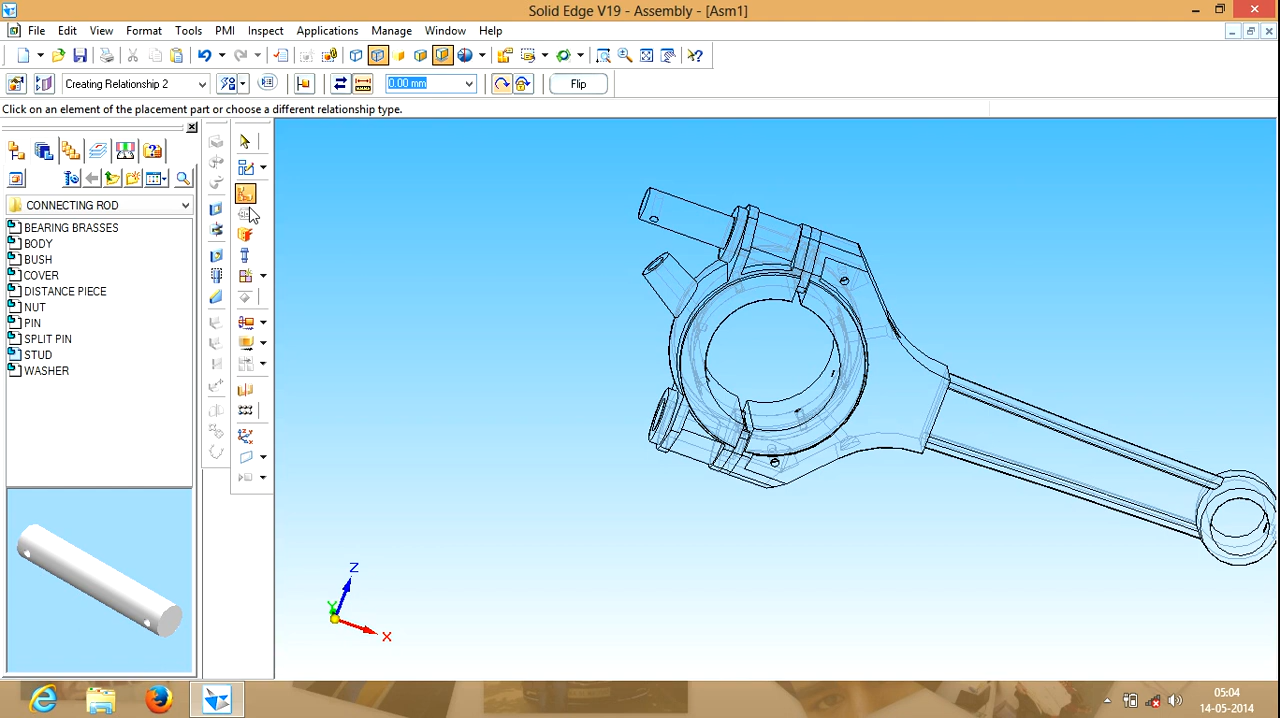 Solid Edge V19 - Assembly - [Asm1]
File Edit View Format Tools PMI Inspect Applications Manage Window Help
Creating Relationship 2 0.00 mm Flip
Click on an element of the placement part or choose a different relationship type.
CONNECTING ROD
BEARING BRASSES
BODY
BUSH
COVER
DISTANCE PIECE
NUT
PIN
SPLIT PIN
STUD
WASHER
Z
Y
X
05:04
14-05-2014